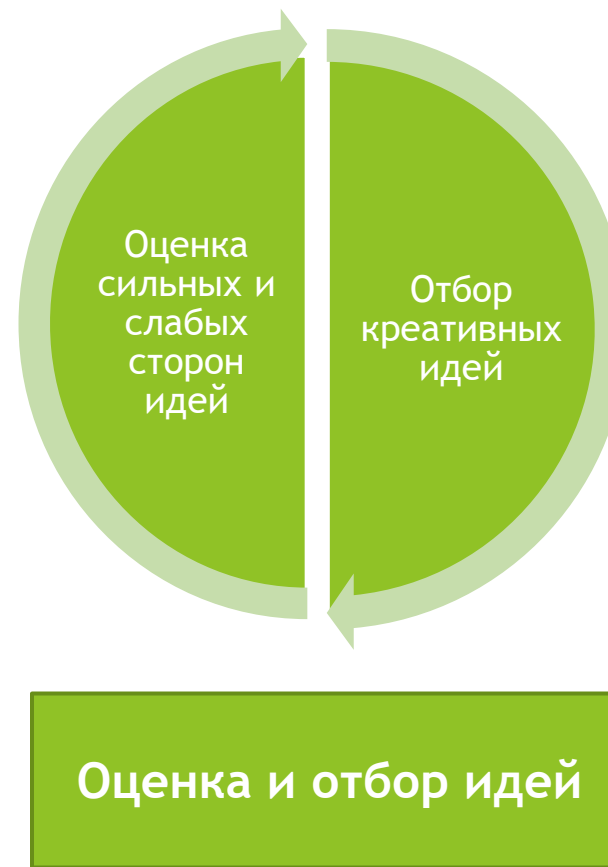 Оценка
сильных и
слабых
сторон
идей
Отбор
креативных
идей
Оценка и отбор идей